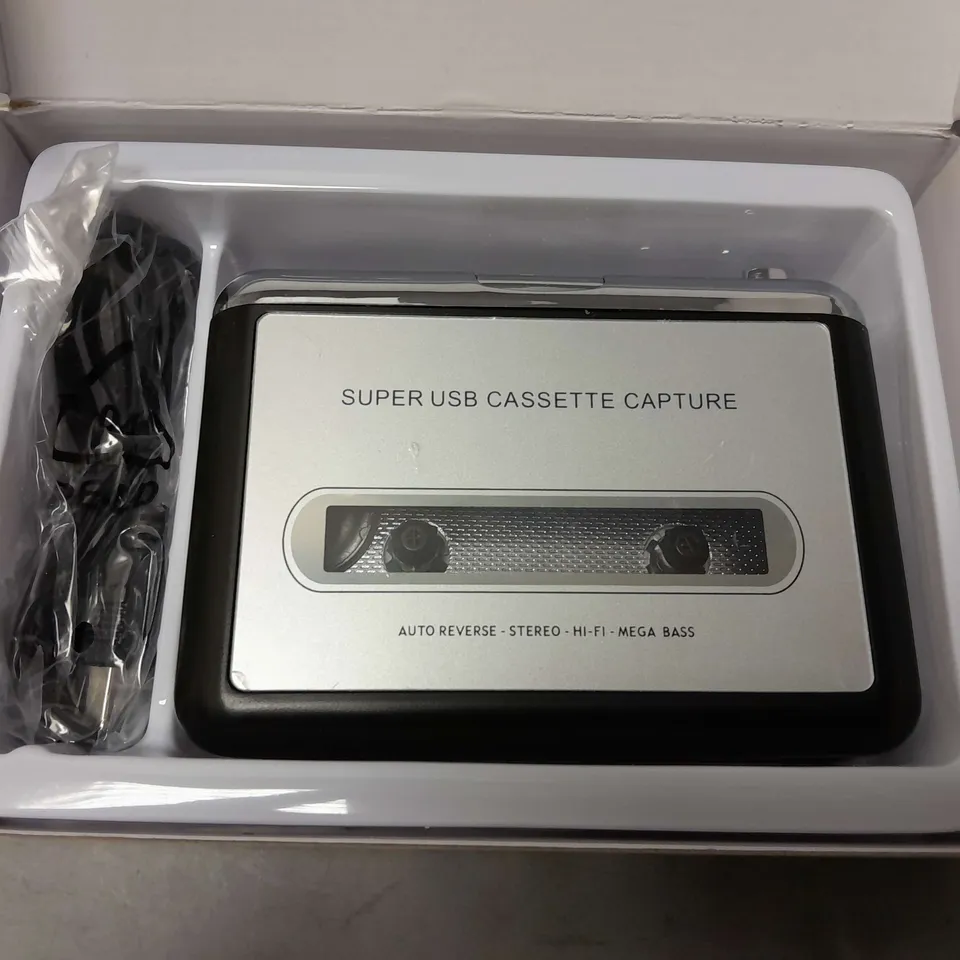 SUPER USB CASSETTE CAPTURE
AUTO REVERSE - STEREO - HI-FI - MEGA BASS